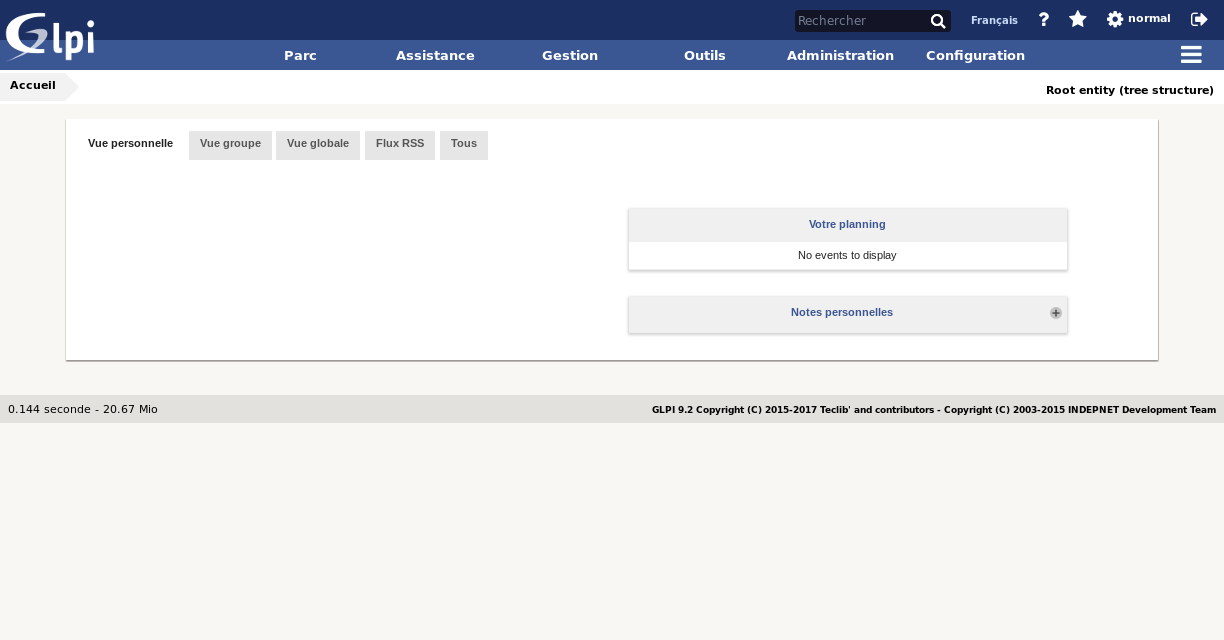 Glpi
Rechercher
Français
?
normal
Parc
Assistance
Gestion
Outils
Administration
Configuration
Accueil
Root entity (tree structure)
Vue personnelle
Vue groupe
Vue globale
Flux RSS
Tous
Votre planning
No events to display
Notes personnelles
0.144 seconde - 20.67 Mio
GLPI 9.2 Copyright (C) 2015-2017 Teclib' and contributors - Copyright (C) 2003-2015 INDEPNET Development Team